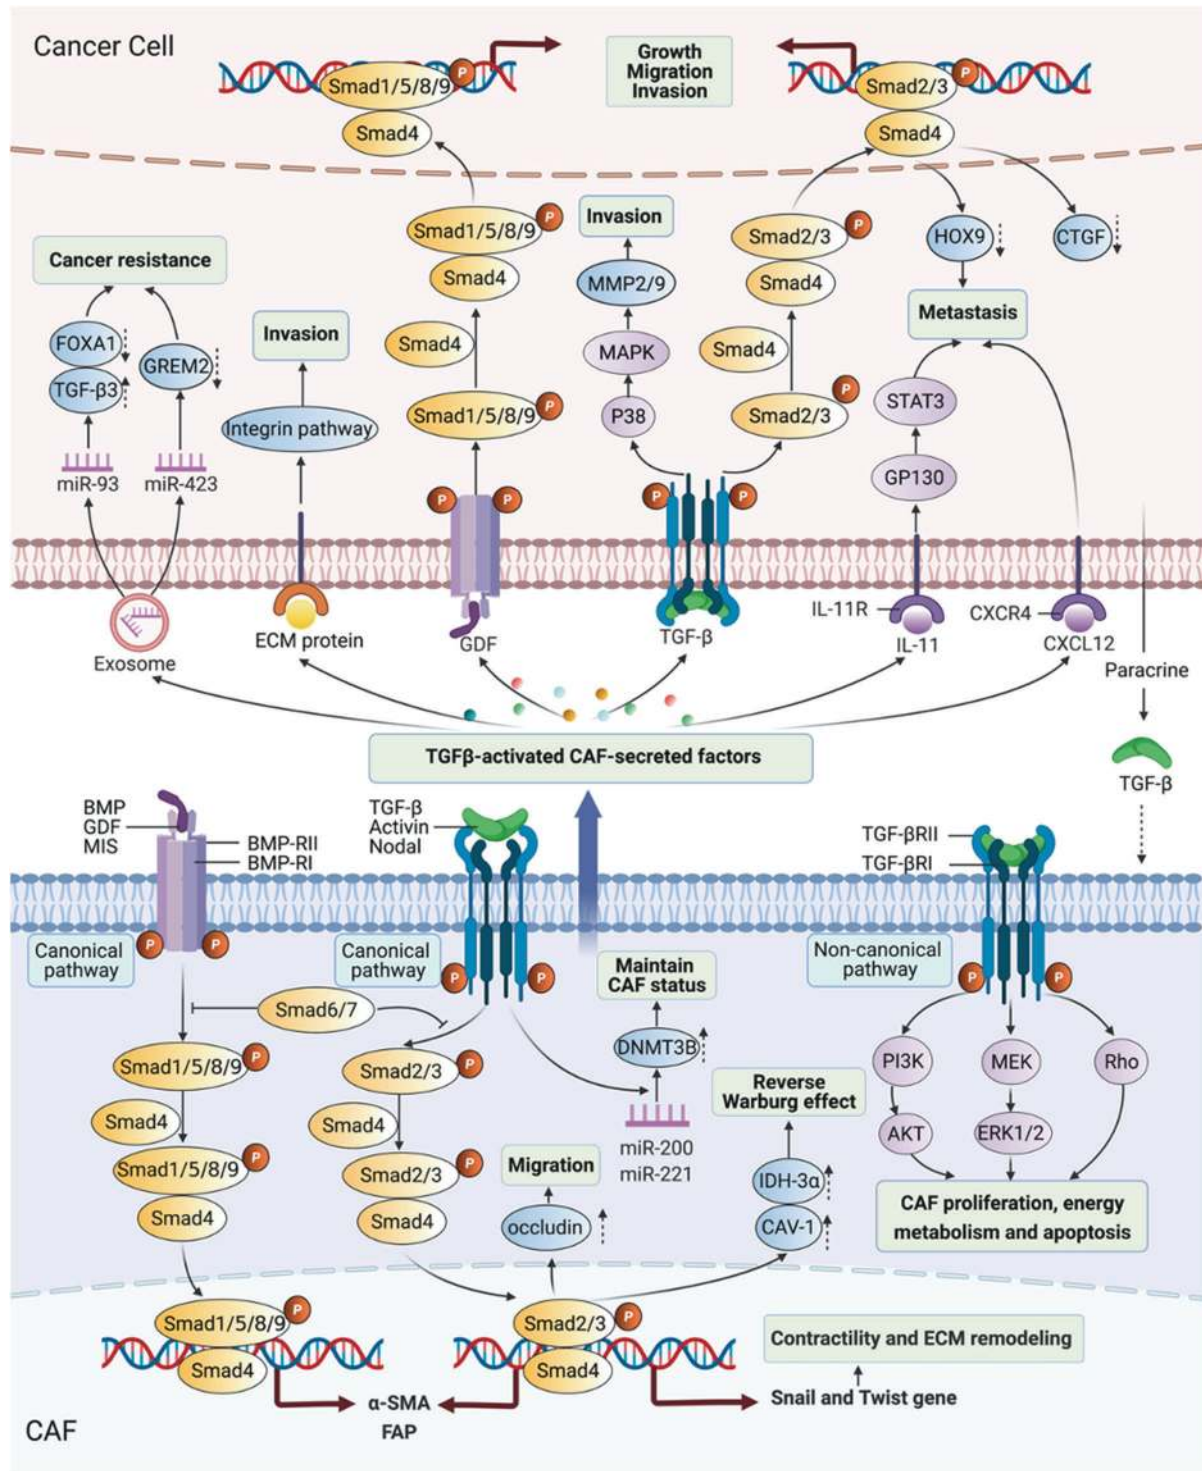 Cancer Cell
Growth
Migration
Invasion
P
Smad1/5/8/9
Smad4
P
Smad2/3
Smad4
Cancer resistance
FOXA1
TGF-β3
GREM2
miR-93
miR-423
Invasion
Integrin pathway
P
Smad1/5/8/9
Smad4
Smad4
P
Smad1/5/8/9
P
P
Invasion
MMP2/9
MAPK
P38
P
Smad2/3
Smad4
Smad4
P
Smad2/3
P
P
HOX9
CTGF
Metastasis
STAT3
GP130
Exosome
ECM protein
GDF
TGF-β
IL-11R
IL-11
CXCR4
CXCL12
Paracrine
TGF-β
TGFβ-activated CAF-secreted factors
BMP
GDF
MIS
BMP-RII
BMP-RI
TGF-β
Activin
Nodal
TGF-βRII
TGF-βRI
Canonical
pathway
P
P
Canonical
pathway
P
P
Maintain
CAF status
DNMT3B
miR-200
miR-221
Non-canonical
pathway
P
P
Smad6/7
Smad1/5/8/9
P
Smad4
Smad1/5/8/9
P
Smad4
Smad2/3
P
Smad4
Smad2/3
P
Smad4
Migration
occludin
Reverse
Warburg effect
IDH-3α
CAV-1
PI3K
MEK
Rho
AKT
ERK1/2
CAF proliferation, energy
metabolism and apoptosis
Smad1/5/8/9
P
Smad4
Smad2/3
P
Smad4
Contractility and ECM remodeling
Snail and Twist gene
α-SMA
FAP
CAF